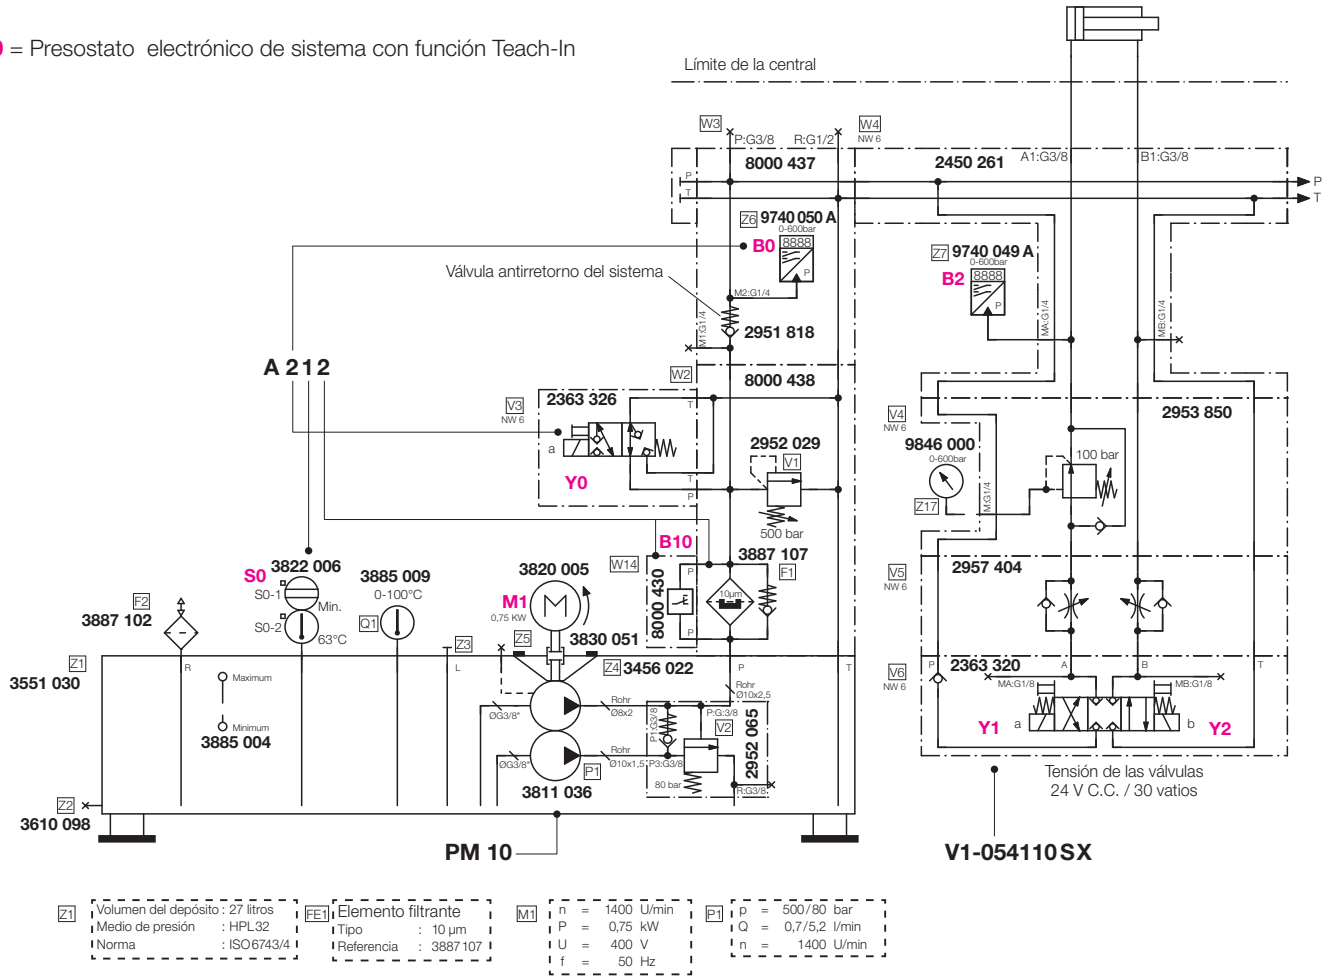 = Presostato electrónico de sistema con función Teach-In
Límite de la central
W3
P:G3/8
R:G1/2
W4
NW 6
8000 437
2450 261
A1:G3/8
B1:G3/8
P
T
P
T
Z6 9740 050 A
0-600bar
B0
8888
P
Z7 9740 049 A
0-600bar
B2
8888
P
Válvula antirretorno del sistema
M2:G1/4
M1:G1/4
2951 818
MA:G1/4
MB:G1/4
A 212
W2
8000 438
V3
NW 6
2363 326
T
a
Y0
T
P
2952 029
V1
500 bar
V4
NW 6
2953 850
9846 000
0-600bar
Z17
M:G1/4
100 bar
B10
W14
8000 430
P
P
3887 107
F1
10µm
V5
NW 6
2957 404
S0
3822 006
S0-1
Min.
S0-2
63°C
3885 009
0-100°C
Q1
3820 005
M1
M
0,75 KW
3830 051
F2
3887 102
Z1
3551 030
R
Maximum
Minimum
3885 004
Z3
L
Z5
Z4 3456 022
P
T
Rohr
Ø10x2,5
ØG3/8"
Rohr
Ø8x2
P1:G3/8
P:G:3/8
V2
2952 065
ØG3/8"
Rohr
Ø10x1,5
P3:G3/8
P1
80 bar
R:G3/8
3811 036
Z2
3610 098
PM 10
V6
NW 6
P
2363 320
A
B
T
MA:G1/8
MB:G1/8
Y1
a
b
Y2
Tensión de las válvulas
24 V C.C. / 30 vatios
V1-054110SX
Z1
Volumen del depósito : 27 litros
Medio de presión : HPL32
Norma : ISO6743/4
FE1
Elemento filtrante
Tipo : 10 µm
Referencia : 3887107
M1
n = 1400 U/min
P = 0,75 kW
U = 400 V
f = 50 Hz
P1
p = 500/80 bar
Q = 0,7/5,2 l/min
n = 1400 U/min